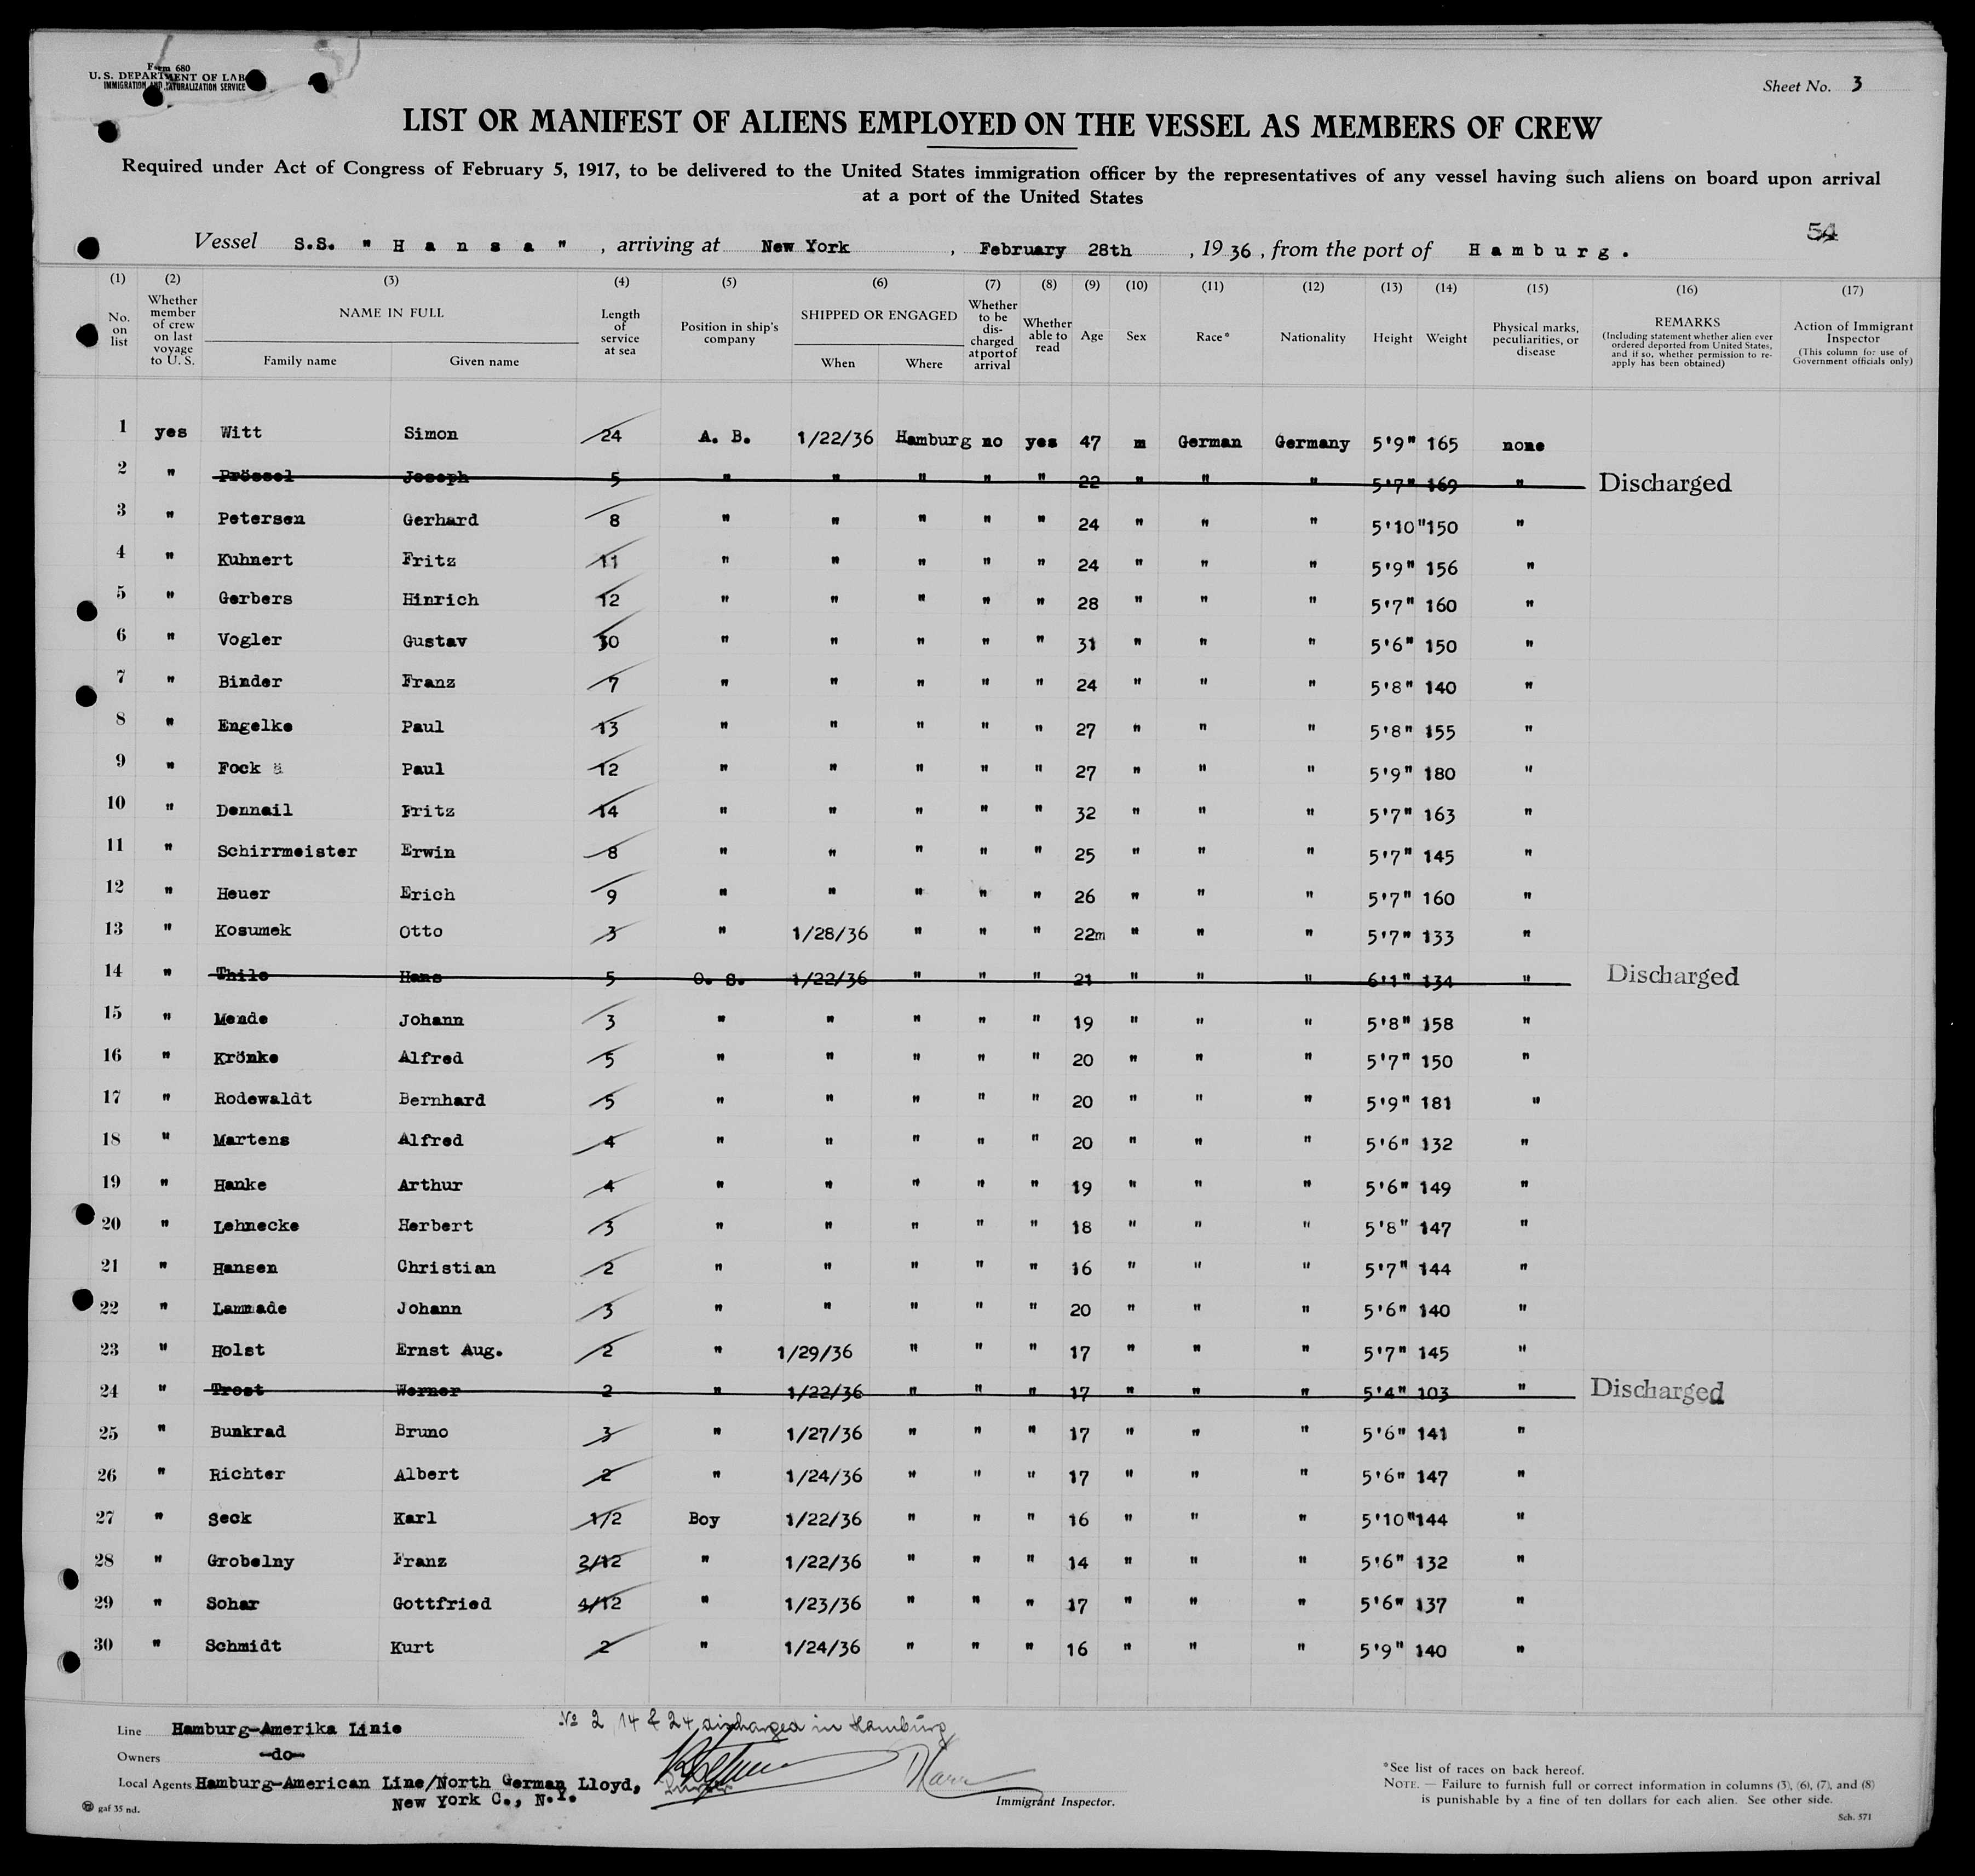 Form 680
U. S. DEPARTMENT OF LAB
IMMIGRATION AND NATURALIZATION SERVICE
Sheet No. 3
LIST OR MANIFEST OF ALIENS EMPLOYED ON THE VESSEL AS MEMBERS OF CREW
Required under Act of Congress of February 5, 1917, to be delivered to the United States immigration officer by the representatives of any vessel having such aliens on board upon arrival
at a port of the United States
54
Vessel S.S. " H a n s a " , arriving at New York , February 28th , 19 36 , from the port of H a m b u r g .
(1) (2) (3) (4) (5) (6) (7) (8) (9) (10) (11) (12) (13) (14) (15) (16) (17)
No. on list Whether member of crew on last voyage to U. S. NAME IN FULL Family name Given name Length of service at sea Position in ship's company SHIPPED OR ENGAGED When Where Whether to be discharged at port of arrival Whether able to read Age Sex Race* Nationality Height Weight Physical marks, peculiarities, or disease REMARKS (Including statement whether alien ever ordered deported from United States, and if so, whether permission to re-apply has been obtained) Action of Immigrant Inspector (This column for use of Government officials only)
1 yes Witt Simon 24 A. B. 1/22/36 Hamburg no yes 47 m German Germany 5'9" 165 none
2 " Prössel Joseph 5 " " " " " 22 " " " 5'7" 169 " Discharged
3 " Petersen Gerhard 8 " " " " " 24 " " " 5'10" 150 "
4 " Kuhnert Fritz 11 " " " " " 24 " " " 5'9" 156 "
5 " Gerbers Hinrich 12 " " " " " 28 " " " 5'7" 160 "
6 " Vogler Gustav 10 " " " " " 31 " " " 5'6" 150 "
7 " Binder Franz 7 " " " " " 24 " " " 5'8" 140 "
8 " Engelke Paul 13 " " " " " 27 " " " 5'8" 155 "
9 " Fock Paul 12 " " " " " 27 " " " 5'9" 180 "
10 " Dennail Fritz 14 " " " " " 32 " " " 5'7" 163 "
11 " Schirrmeister Erwin 8 " " " " " 25 " " " 5'7" 145 "
12 " Heuer Erich 9 " " " " " 26 " " " 5'7" 160 "
13 " Kosumek Otto 3 " 1/28/36 " " " 22m " " " 5'7" 133 "
14 " Thilo Hans 5 O. S. 1/22/36 " " " 21 " " " 6'1" 134 " Discharged
15 " Mende Johann 3 " " " " " 19 " " " 5'8" 158 "
16 " Krönke Alfred 5 " " " " " 20 " " " 5'7" 150 "
17 " Rodewaldt Bernhard 5 " " " " " 20 " " " 5'9" 181 "
18 " Martens Alfred 4 " " " " " 20 " " " 5'6" 132 "
19 " Hanke Arthur 4 " " " " " 19 " " " 5'6" 149 "
20 " Lehnecke Herbert 3 " " " " " 18 " " " 5'8" 147 "
21 " Hansen Christian 2 " " " " " 16 " " " 5'7" 144 "
22 " Lammade Johann 3 " " " " " 20 " " " 5'6" 140 "
23 " Holst Ernst Aug. 2 " 1/29/36 " " " 17 " " " 5'7" 145 "
24 " Trost Werner 2 " 1/22/36 " " " 17 " " " 5'4" 103 " Discharged
25 " Bunkrad Bruno 3 " 1/27/36 " " " 17 " " " 5'6" 141 "
26 " Richter Albert 2 " 1/24/36 " " " 17 " " " 5'6" 147 "
27 " Seck Karl 1/2 Boy 1/22/36 " " " 16 " " " 5'10" 144 "
28 " Grobelny Franz 2/12 " 1/22/36 " " " 14 " " " 5'6" 132 "
29 " Sohar Gottfried 4/12 " 1/23/36 " " " 17 " " " 5'6" 137 "
30 " Schmidt Kurt 2 " 1/24/36 " " " 16 " " " 5'9" 140 "
Line Hamburg-Amerika Linie
No 2, 14 & 24 discharged in Hamburg
Owners -do-
Local Agents Hamburg-American Line/North German Lloyd,
New York C., N.Y.
Immigrant Inspector.
*See list of races on back hereof.
NOTE. — Failure to furnish full or correct information in columns (3), (6), (7), and (8)
is punishable by a fine of ten dollars for each alien. See other side.
gaf 35 nd.
Sch. 571